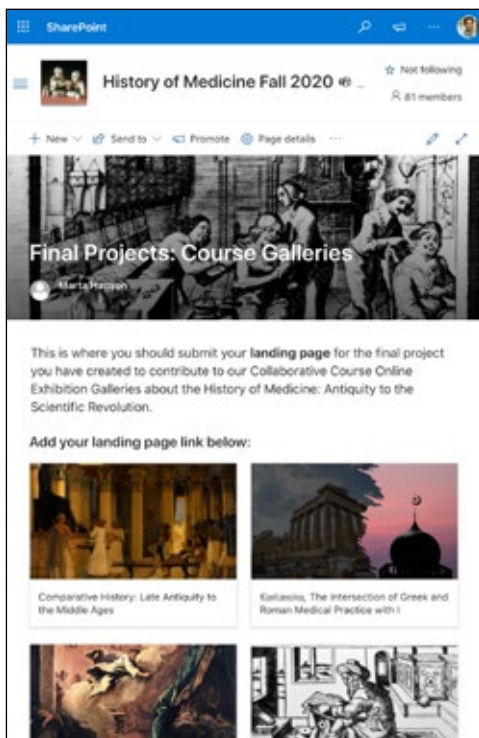 SharePoint
History of Medicine Fall 2020
Not following
81 members
New
Send to
Promote
Page details
Final Projects: Course Galleries
Marta Hanson
This is where you should submit your landing page for the final project
you have created to contribute to our Collaborative Course Online
Exhibition Galleries about the History of Medicine: Antiquity to the
Scientific Revolution.
Add your landing page link below:
Comparative History: Late Antiquity to
the Middle Ages
The Intersection of Greek and
Roman Medical Practice with I